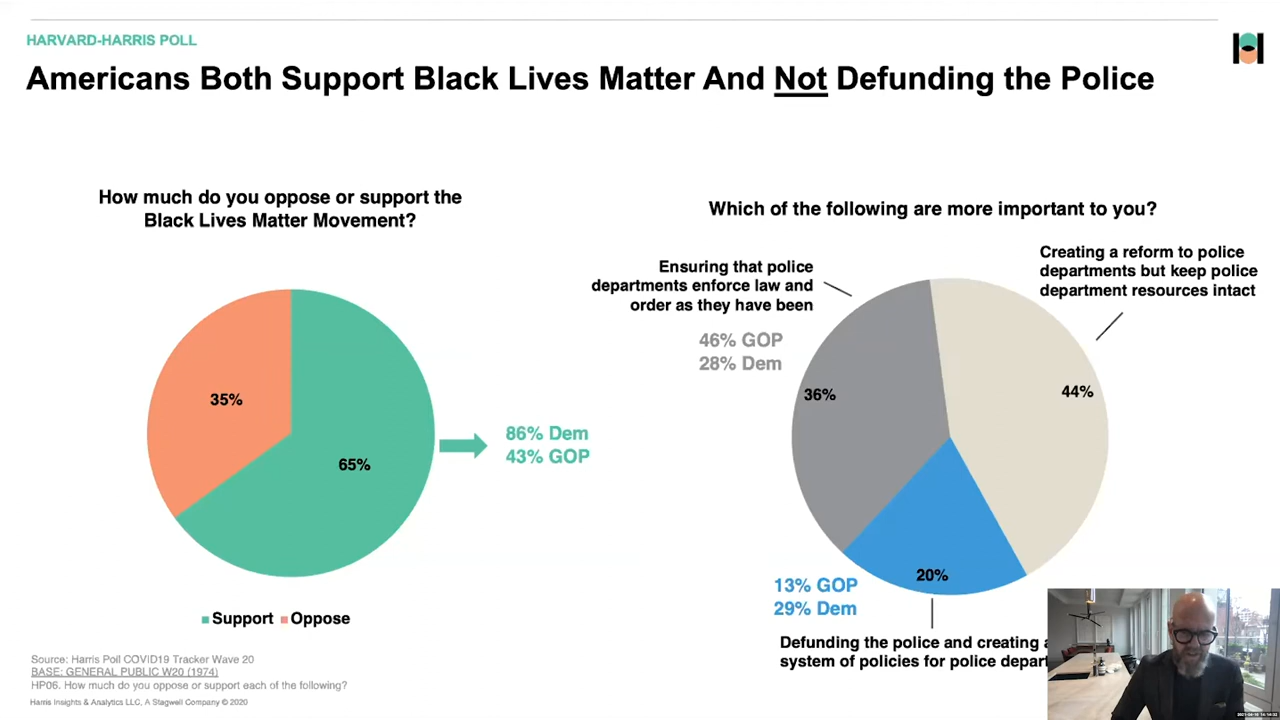 HARVARD-HARRIS POLL
Americans Both Support Black Lives Matter And Not Defunding the Police
How much do you oppose or support the
Black Lives Matter Movement?
35%
65%
86% Dem
43% GOP
Support Oppose
Which of the following are more important to you?
Ensuring that police
departments enforce law and
order as they have been
46% GOP
28% Dem
Creating a reform to police
departments but keep police
department resources intact
36%
44%
20%
13% GOP
29% Dem
Defunding the police and creating
system of policies for police depart
Source: Harris Poll COVID19 Tracker Wave 20
BASE: GENERAL PUBLIC W20 (1974)
HP06. How much do you oppose or support each of the following?
Harris Insights & Analytics LLC, A Stagwell Company © 2020